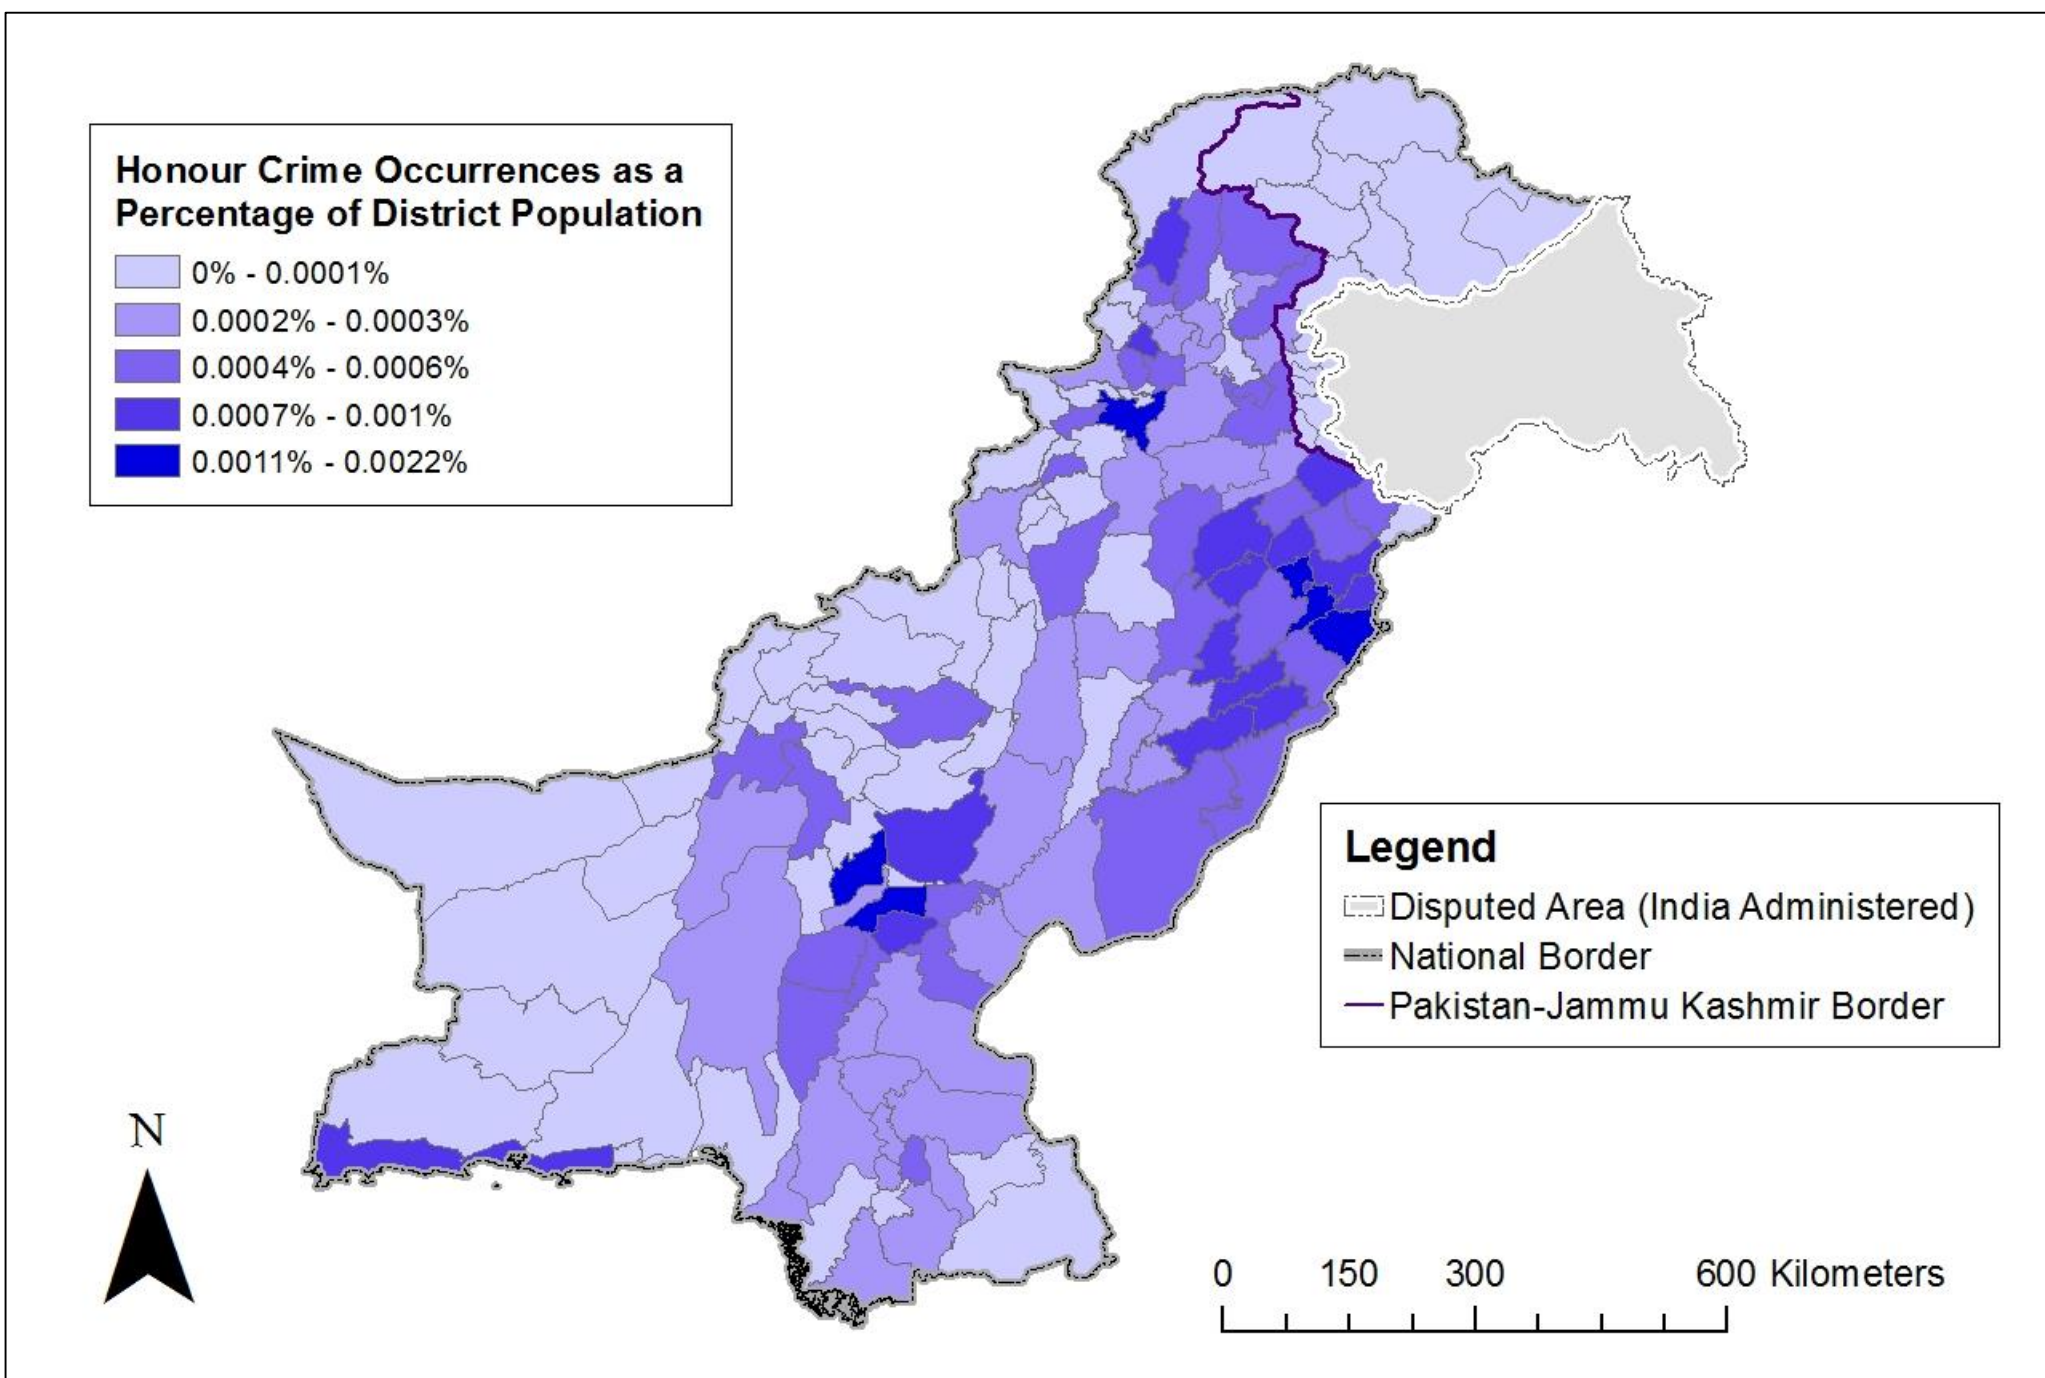 Honour Crime Occurrences as a
Percentage of District Population
0% - 0.0001%
0.0002% - 0.0003%
0.0004% - 0.0006%
0.0007% - 0.001%
0.0011% - 0.0022%
Legend
Disputed Area (India Administered)
National Border
Pakistan-Jammu Kashmir Border
N
0 150 300 600 Kilometers